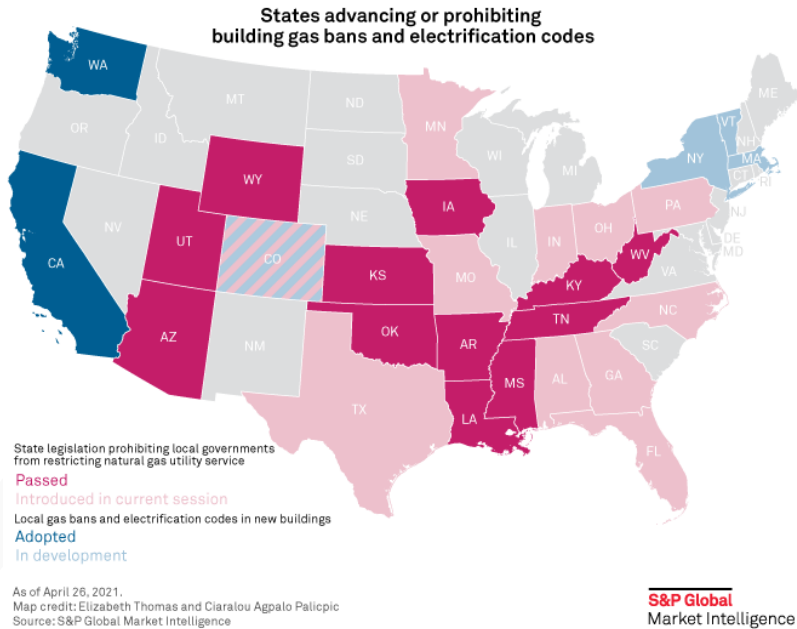 States advancing or prohibiting
building gas bans and electrification codes
WA
MT
ND
ME
OR
ID
MN
VT
NH
SD
WI
NY
MA
WY
MI
CT
RI
IA
PA
NV
NE
NJ
UT
IL
IN
OH
DE
MD
CO
WV
CA
KS
MO
VA
KY
NC
TN
AZ
OK
NM
AR
SC
MS
AL
GA
TX
LA
FL
State legislation prohibiting local governments
from restricting natural gas utility service
Passed
Introduced in current session
Local gas bans and electrification codes in new buildings
Adopted
In development
As of April 26, 2021.
Map credit: Elizabeth Thomas and Ciaralou Agpalo Palicpic
Source: S&P Global Market Intelligence
S&P Global
Market Intelligence